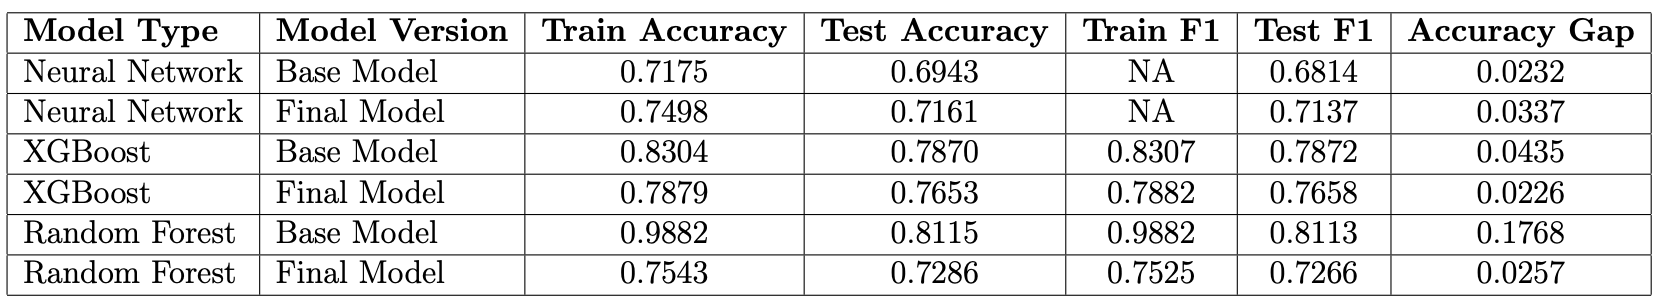 Model Type Model Version Train Accuracy Test Accuracy Train F1 Test F1 Accuracy Gap
Neural Network Base Model 0.7175 0.6943 NA 0.6814 0.0232
Neural Network Final Model 0.7498 0.7161 NA 0.7137 0.0337
XGBoost Base Model 0.8304 0.7870 0.8307 0.7872 0.0435
XGBoost Final Model 0.7879 0.7653 0.7882 0.7658 0.0226
Random Forest Base Model 0.9882 0.8115 0.9882 0.8113 0.1768
Random Forest Final Model 0.7543 0.7286 0.7525 0.7266 0.0257